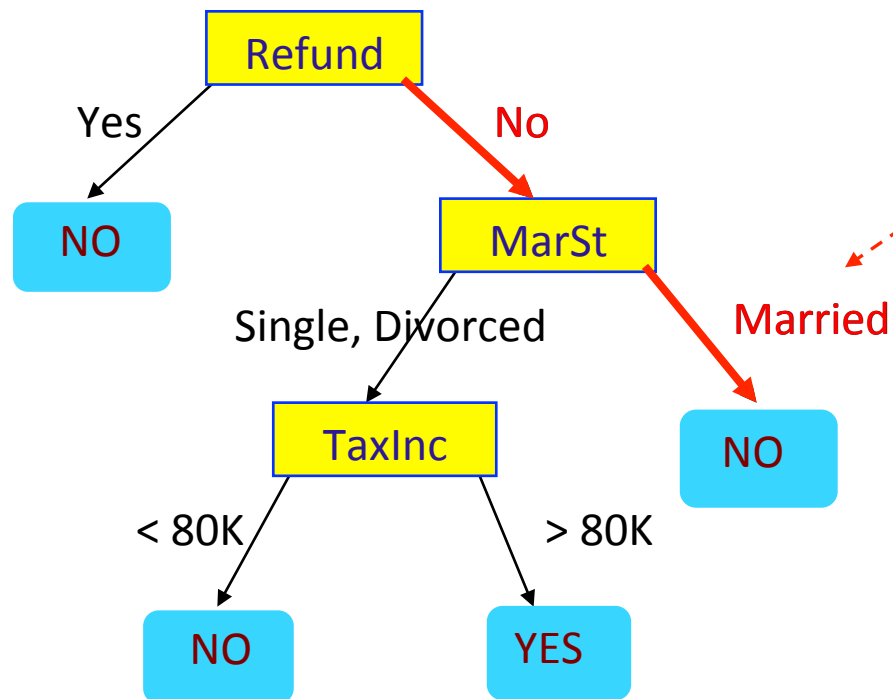 Refund
Yes
No
NO
MarSt
Single, Divorced
Married
TaxInc
NO
< 80K
> 80K
NO
YES